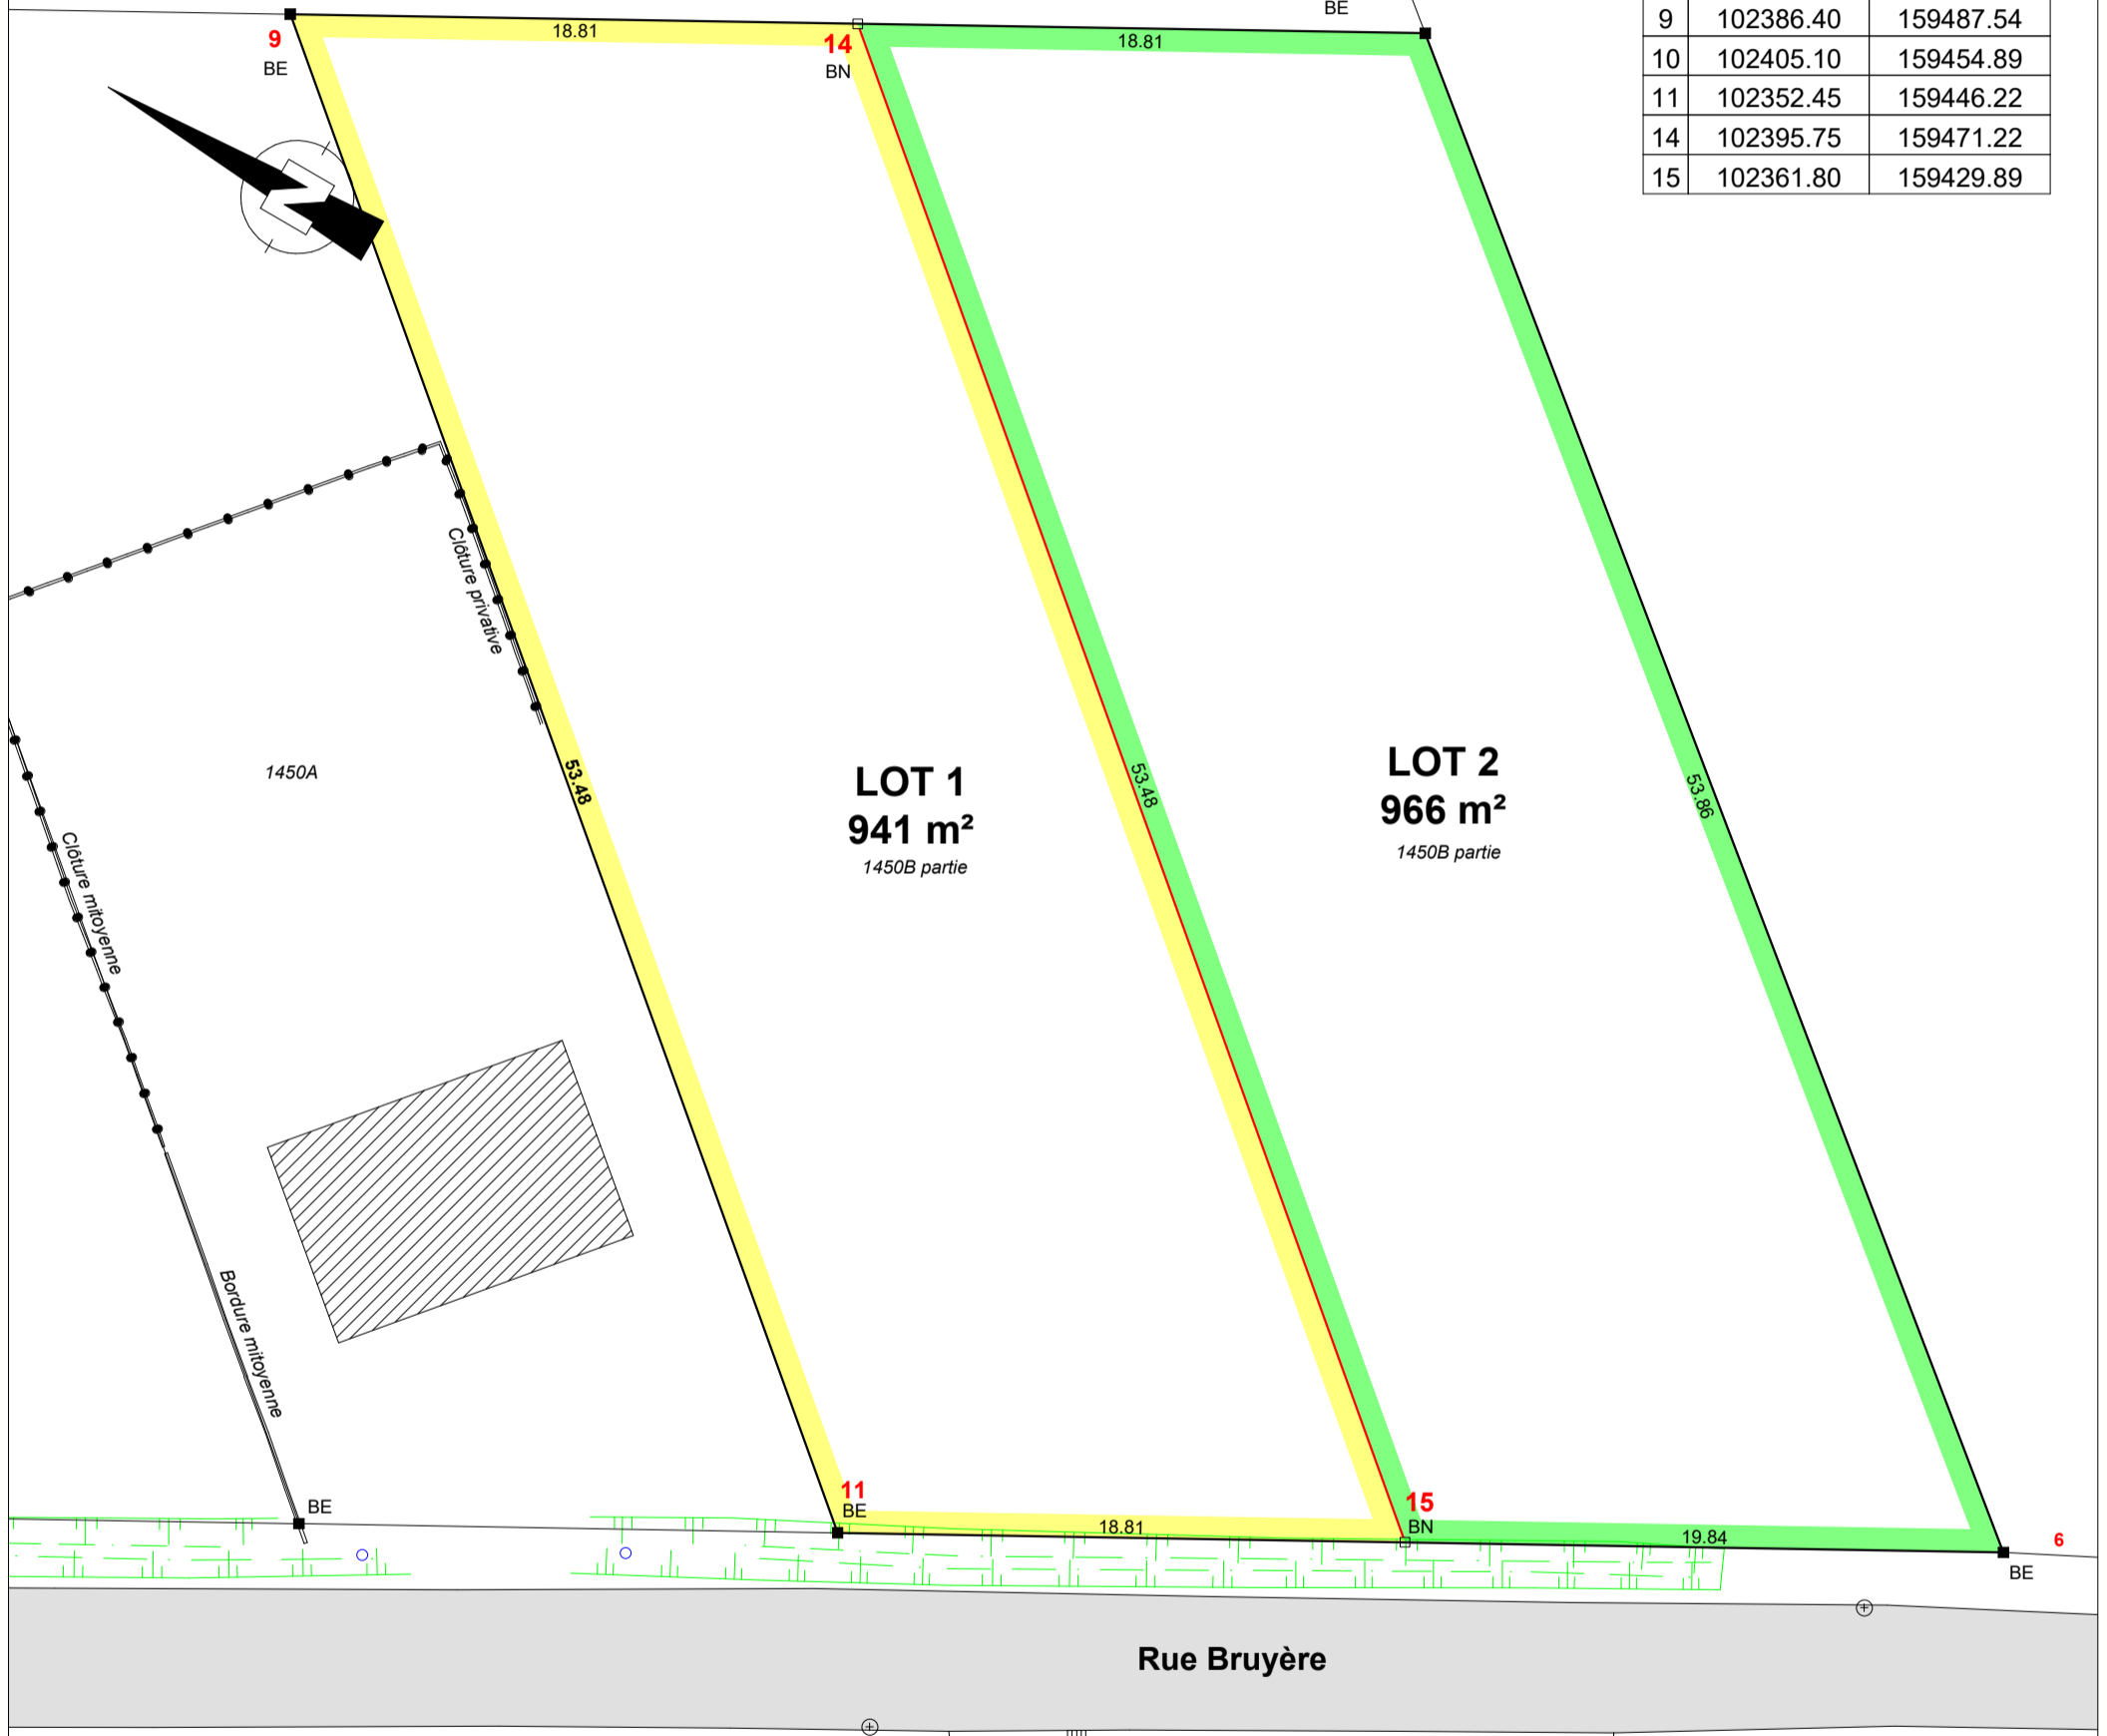 BE
9 102386.40 159487.54
10 102405.10 159454.89
11 102352.45 159446.22
14 102395.75 159471.22
15 102361.80 159429.89
9
BE
18.81
14
BN
18.81
Clôture privative
1450A
53.48
LOT 1
941 m²
1450B partie
53.48
LOT 2
966 m²
1450B partie
53.86
Clôture mitoyenne
Bordure mitoyenne
BE
11
BE
18.81
15
BN
19.84
6
BE
Rue Bruyère